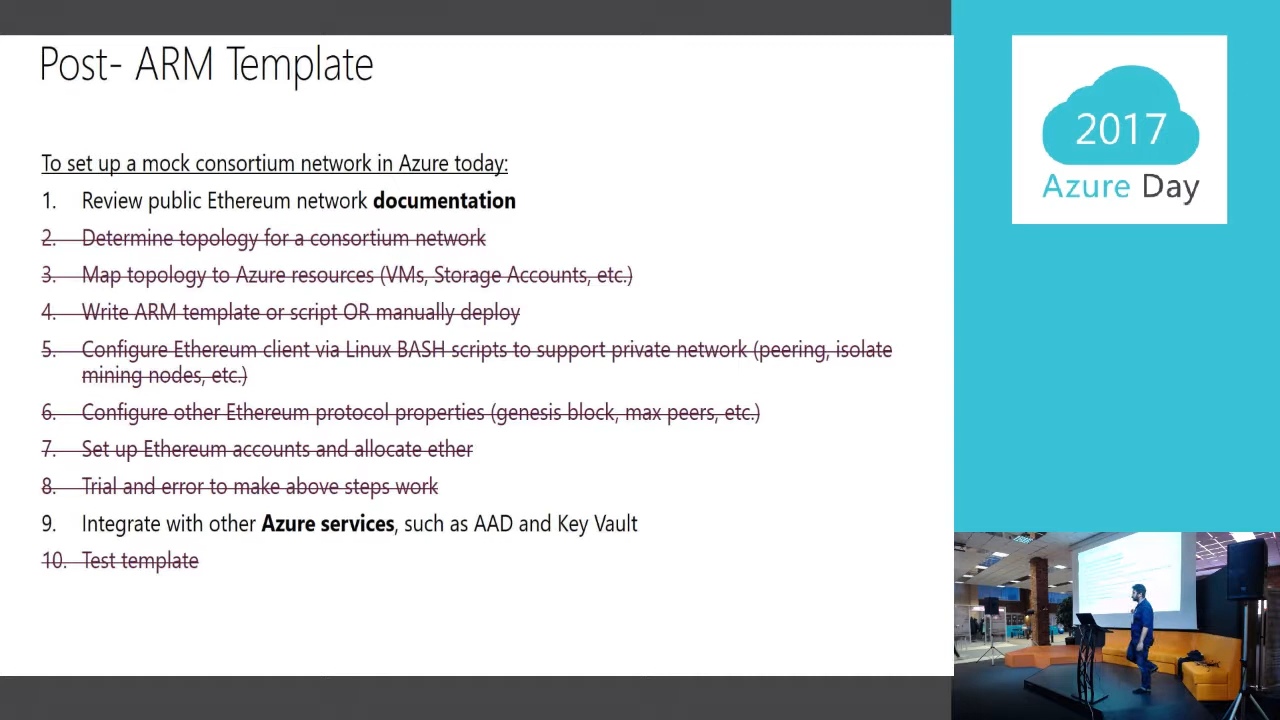 Post- ARM Template
To set up a mock consortium network in Azure today:
1. Review public Ethereum network documentation
2. Determine topology for a consortium network
3. Map topology to Azure resources (VMs, Storage Accounts, etc.)
4. Write ARM template or script OR manually deploy
5. Configure Ethereum client via Linux BASH scripts to support private network (peering, isolate
mining nodes, etc.)
6. Configure other Ethereum protocol properties (genesis block, max peers, etc.)
7. Set up Ethereum accounts and allocate ether
8. Trial and error to make above steps work
9. Integrate with other Azure services, such as AAD and Key Vault
10. Test template
2017
Azure Day